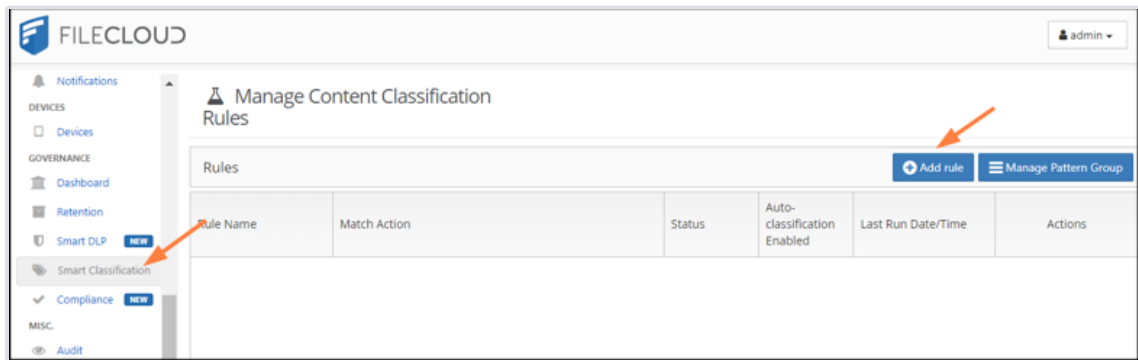 FILECLOUD
admin
Notifications
DEVICES
Devices
GOVERNANCE
Dashboard
Retention
Smart DLP NEW
Smart Classification
Compliance NEW
MISC.
Audit
Manage Content Classification
Rules
Rules
Add rule
Manage Pattern Group
Rule Name
Match Action
Status
Auto-
classification
Enabled
Last Run Date/Time
Actions